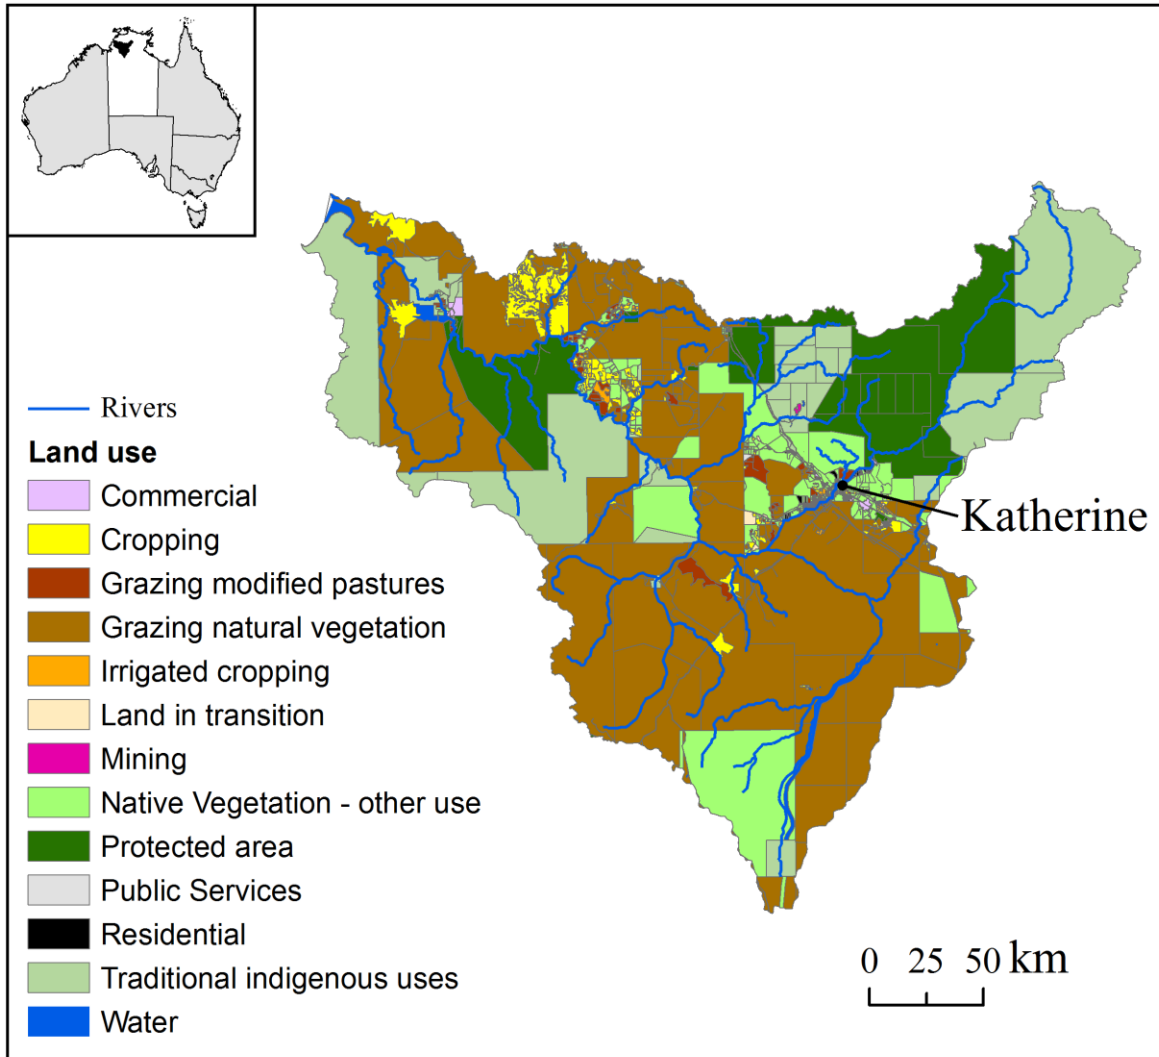 Rivers
Land use
Commercial
Cropping
Grazing modified pastures
Grazing natural vegetation
Irrigated cropping
Land in transition
Mining
Native Vegetation - other use
Protected area
Public Services
Residential
Traditional indigenous uses
Water
Katherine
0 25 50 km